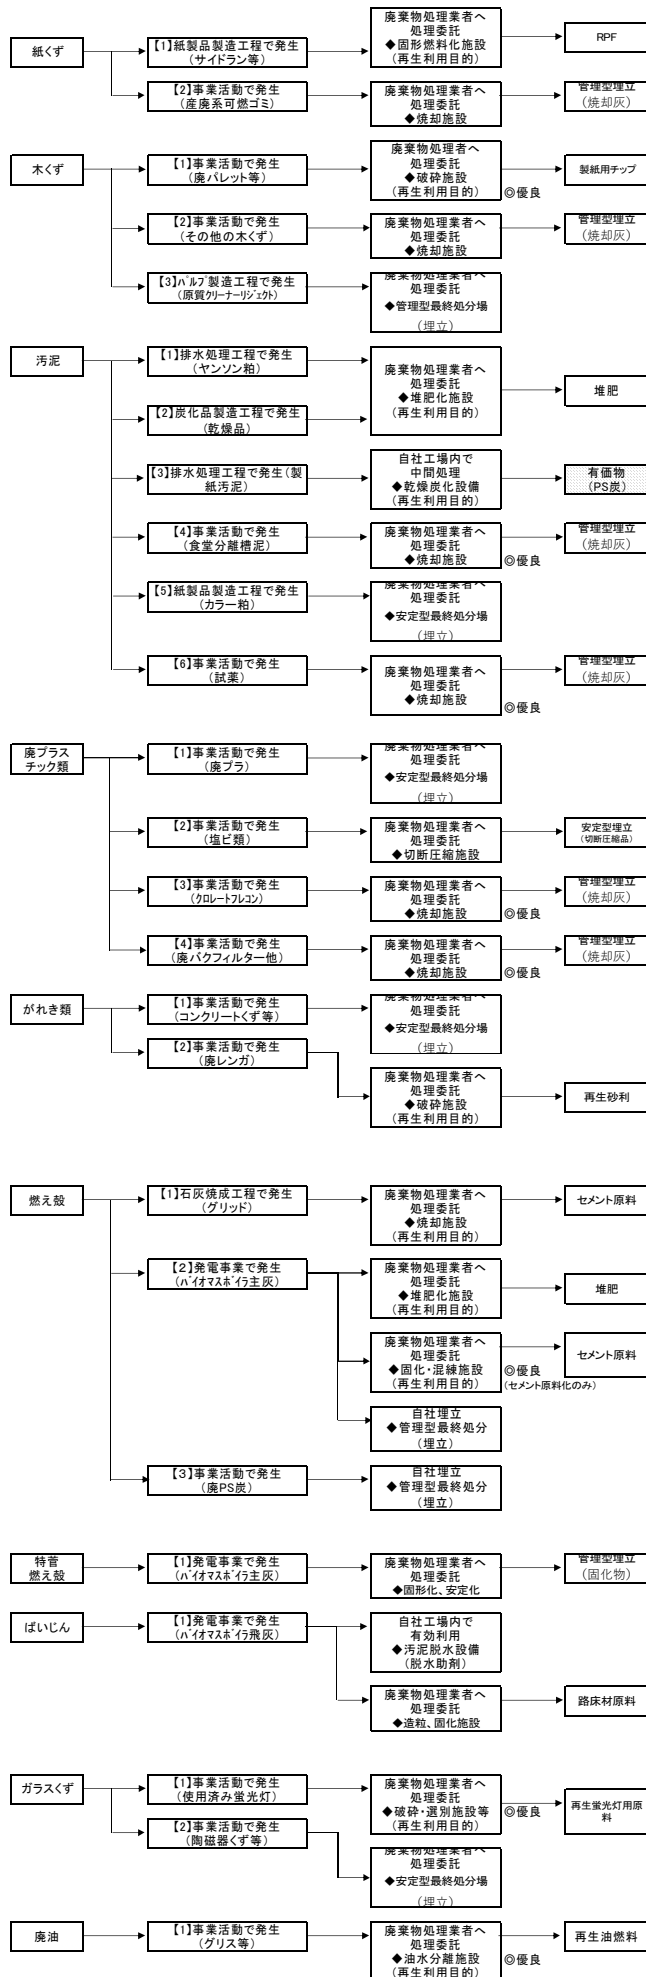 紙くず
【1】紙製品製造工程で発生
(サイドラン等)
廃棄物処理業者へ
処理委託
◆固形燃料化施設
(再生利用目的)
RPF
【2】事業活動で発生
(産廃系可燃ゴミ)
廃棄物処理業者へ
処理委託
◆焼却施設
管理型埋立
(焼却灰)
木くず
【1】事業活動で発生
(廃パレット等)
廃棄物処理者へ
処理委託
◆破砕施設
(再生利用目的)
◎優良
製紙用チップ
【2】事業活動で発生
(その他の木くず)
廃棄物処理業者へ
処理委託
◆焼却施設
管理型埋立
(焼却灰)
【3】パルプ製造工程で発生
(原質クリーナーリジェクト)
廃棄物処理業者へ
処理委託
◆管理型最終処分場
(埋立)
汚泥
【1】排水処理工程で発生
(ヤンソン粕)
【2】炭化品製造工程で発生
(乾燥品)
廃棄物処理業者へ
処理委託
◆堆肥化施設
(再生利用目的)
堆肥
【3】排水処理工程で発生(製
紙汚泥)
自社工場内で
中間処理
◆乾燥炭化設備
(再生利用目的)
有価物
(PS炭)
【4】事業活動で発生
(食堂分離槽泥)
廃棄物処理業者へ
処理委託
◆焼却施設
◎優良
管理型埋立
(焼却灰)
【5】紙製品製造工程で発生
(カラー粕)
廃棄物処理業者へ
処理委託
◆安定型最終処分場
(埋立)
【6】事業活動で発生
(試薬)
廃棄物処理業者へ
処理委託
◆焼却施設
◎優良
管理型埋立
(焼却灰)
廃プラス
チック類
【1】事業活動で発生
(廃プラ)
廃棄物処理業者へ
処理委託
◆安定型最終処分場
(埋立)
【2】事業活動で発生
(塩ビ類)
廃棄物処理業者へ
処理委託
◆切断圧縮施設
安定型埋立
(切断圧縮品)
【3】事業活動で発生
(クロレートフレコン)
廃棄物処理業者へ
処理委託
◆焼却施設
◎優良
管理型埋立
(焼却灰)
【4】事業活動で発生
(廃バクフィルター他)
廃棄物処理業者へ
処理委託
◆焼却施設
◎優良
管理型埋立
(焼却灰)
がれき類
【1】事業活動で発生
(コンクリートくず等)
廃棄物処理業者へ
処理委託
◆安定型最終処分場
(埋立)
【2】事業活動で発生
(廃レンガ)
廃棄物処理業者へ
処理委託
◆破砕施設
(再生利用目的)
再生砂利
燃え殻
【1】石灰焼成工程で発生
(グリッド)
廃棄物処理業者へ
処理委託
◆焼却施設
(再生利用目的)
セメント原料
【2】発電事業で発生
(バイオマスボイラ主灰)
廃棄物処理業者へ
処理委託
◆堆肥化施設
(再生利用目的)
堆肥
廃棄物処理業者へ
処理委託
◆固化・混練施設
(再生利用目的)
◎優良
(セメント原料化のみ)
セメント原料
自社埋立
◆管理型最終処分
(埋立)
【3】事業活動で発生
(廃PS炭)
自社埋立
◆管理型最終処分
(埋立)
特菅
燃え殻
【1】発電事業で発生
(バイオマスボイラ主灰)
廃棄物処理業者へ
処理委託
◆固形化、安定化
管理型埋立
(固化物)
ばいじん
【1】発電事業で発生
(バイオマスボイラ飛灰)
自社工場内で
有効利用
◆汚泥脱水設備
(脱水助剤)
廃棄物処理業者へ
処理委託
◆造粒、固化施設
路床材原料
ガラスくず
【1】事業活動で発生
(使用済み蛍光灯)
廃棄物処理業者へ
処理委託
◆破砕・選別施設等
(再生利用目的)
◎優良
再生蛍光灯用原
料
【2】事業活動で発生
(陶磁器くず等)
廃棄物処理業者へ
処理委託
◆安定型最終処分場
(埋立)
廃油
【1】事業活動で発生
(グリス等)
廃棄物処理業者へ
処理委託
◆油水分離施設
(再生利用目的)
◎優良
再生油燃料